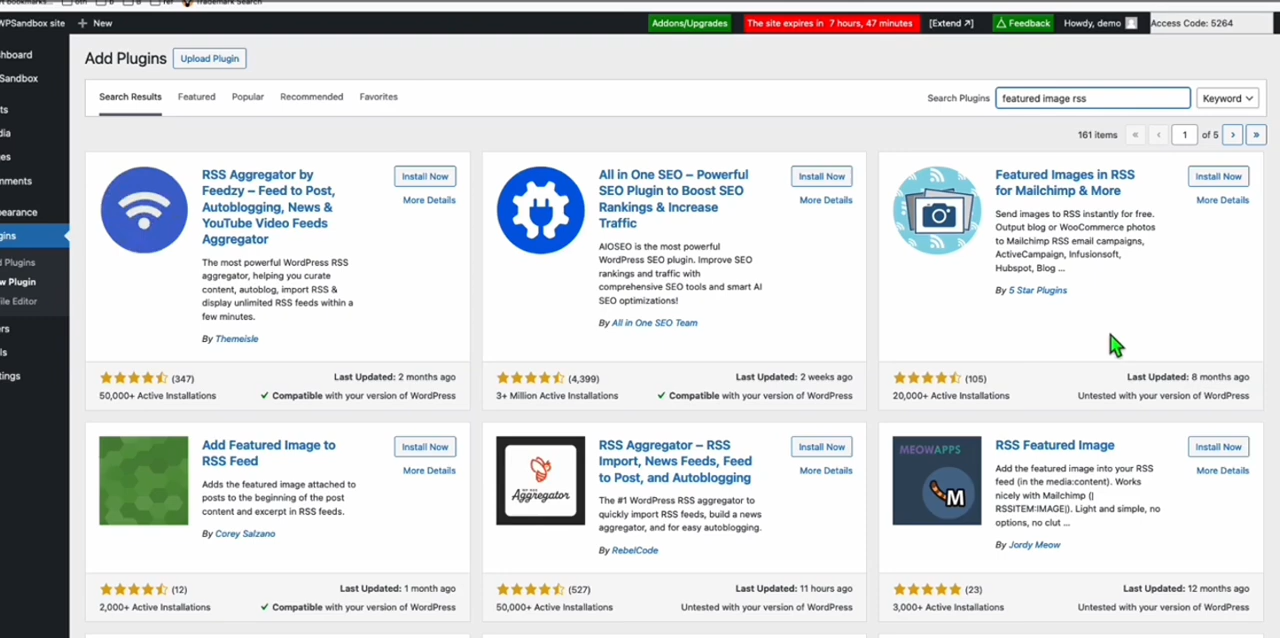 Trademark Search
WPSandbox site + New Addons/Upgrades The site expires in 7 hours, 47 minutes [Extend ↗] Feedback Howdy, demo Access Code: 5264
Add Plugins Upload Plugin
Search Results Featured Popular Recommended Favorites Search Plugins featured image rss Keyword
161 items « ‹ 1 of 5 › »
hboard
Sandbox
ts
dia
es
mments
pearance
gins
d Plugins
w Plugin
ile Editor
ers
ls
tings
RSS Aggregator by
Feedzy – Feed to Post,
Autoblogging, News &
YouTube Video Feeds
Aggregator
Install Now
More Details
The most powerful WordPress RSS
aggregator, helping you curate
content, autoblog, import RSS &
display unlimited RSS feeds within a
few minutes.
By Themeisle
(347)
Last Updated: 2 months ago
50,000+ Active Installations
✓ Compatible with your version of WordPress
All in One SEO – Powerful
SEO Plugin to Boost SEO
Rankings & Increase
Traffic
Install Now
More Details
AIOSEO is the most powerful
WordPress SEO plugin. Improve SEO
rankings and traffic with
comprehensive SEO tools and smart AI
SEO optimizations!
By All in One SEO Team
(4,399)
Last Updated: 2 weeks ago
3+ Million Active Installations
✓ Compatible with your version of WordPress
Featured Images in RSS
for Mailchimp & More
Install Now
More Details
Send images to RSS instantly for free.
Output blog or WooCommerce photos
to Mailchimp RSS email campaigns,
ActiveCampaign, Infusionsoft,
Hubspot, Blog ...
By 5 Star Plugins
(105)
Last Updated: 8 months ago
20,000+ Active Installations
Untested with your version of WordPress
Add Featured Image to
RSS Feed
Install Now
More Details
Adds the featured image attached to
posts to the beginning of the post
content and excerpt in RSS feeds.
By Corey Salzano
(12)
Last Updated: 1 month ago
2,000+ Active Installations
✓ Compatible with your version of WordPress
Aggregator
RSS Aggregator – RSS
Import, News Feeds, Feed
to Post, and Autoblogging
Install Now
More Details
The #1 WordPress RSS aggregator to
quickly import RSS feeds, build a news
aggregator, and for easy autoblogging.
By RebelCode
(527)
Last Updated: 11 hours ago
50,000+ Active Installations
Untested with your version of WordPress
MEOWAPPS
M
RSS Featured Image
Install Now
More Details
Add the featured image into your RSS
feed (in the media:content). Works
nicely with Mailchimp (|
RSSITEM:IMAGE|). Light and simple, no
options, no clut ...
By Jordy Meow
(23)
Last Updated: 12 months ago
3,000+ Active Installations
Untested with your version of WordPress